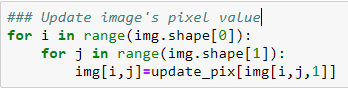 ### Update image's pixel value
for i in range(img.shape[0]):
    for j in range(img.shape[1]):
        img[i,j]=update_pix[img[i,j,1]]